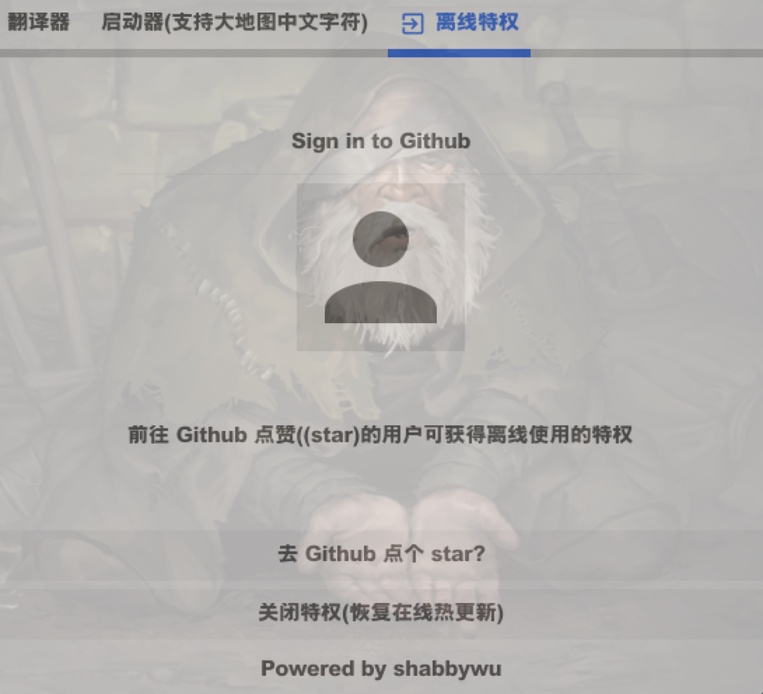 翻译器 启动器(支持大地图中文字符) 离线特权
Sign in to Github
前往 Github 点赞((star)的用户可获得离线使用的特权
去 Github 点个 star?
关闭特权(恢复在线热更新)
Powered by shabbywu